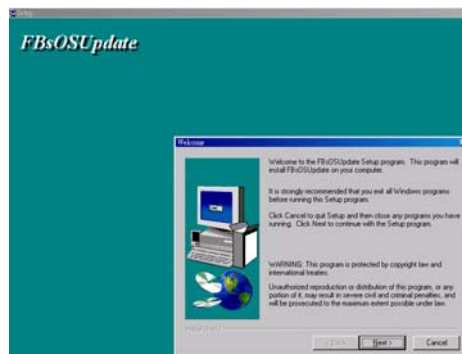 Setup
FBsOSUpdate
Welcome
Welcome to the FBsOSUpdate Setup program. This program will
install FBsOSUpdate on your computer.
It is strongly recommended that you exit all Windows programs
before running this Setup program.
Click Cancel to quit Setup and then close any programs you have
running. Click Next to continue with the Setup program.
WARNING: This program is protected by copyright law and
international treaties.
Unauthorized reproduction or distribution of this program, or any
portion of it, may result in severe civil and criminal penalties, and
will be prosecuted to the maximum extent possible under law.
InstallShield
< Back
Next >
Cancel